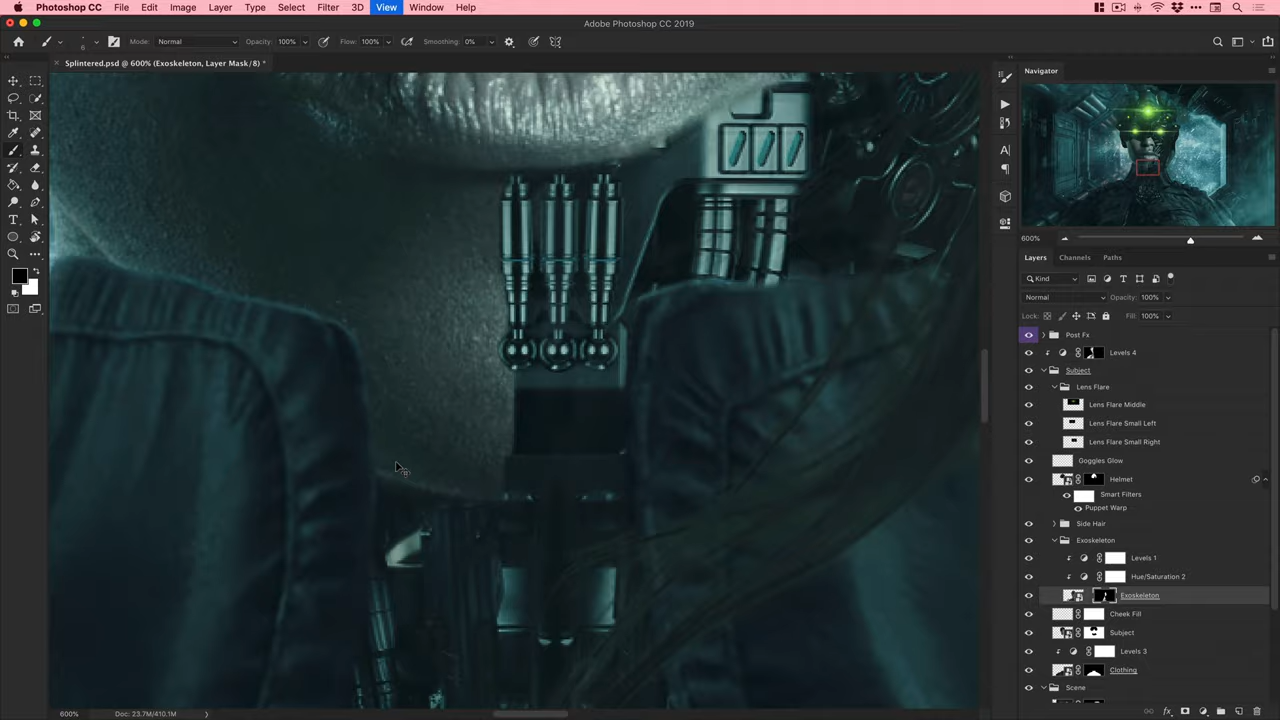 Photoshop CC File Edit Image Layer Type Select Filter 3D View Window Help
Adobe Photoshop CC 2019
6 Mode: Normal Opacity: 100% Flow: 100% Smoothing: 0%
× Splintered.psd @ 600% (Exoskeleton, Layer Mask/8) *
Navigator
600%
Layers Channels Paths
Kind
Normal Opacity: 100%
Lock: Fill: 100%
Post Fx
Levels 4
Subject
Lens Flare
Lens Flare Middle
Lens Flare Small Left
Lens Flare Small Right
Goggles Glow
Helmet
Smart Filters
Puppet Warp
Side Hair
Exoskeleton
Levels 1
Hue/Saturation 2
Exoskeleton
Cheek Fill
Subject
Levels 3
Clothing
Scene
600% Doc: 23.7M/410.1M